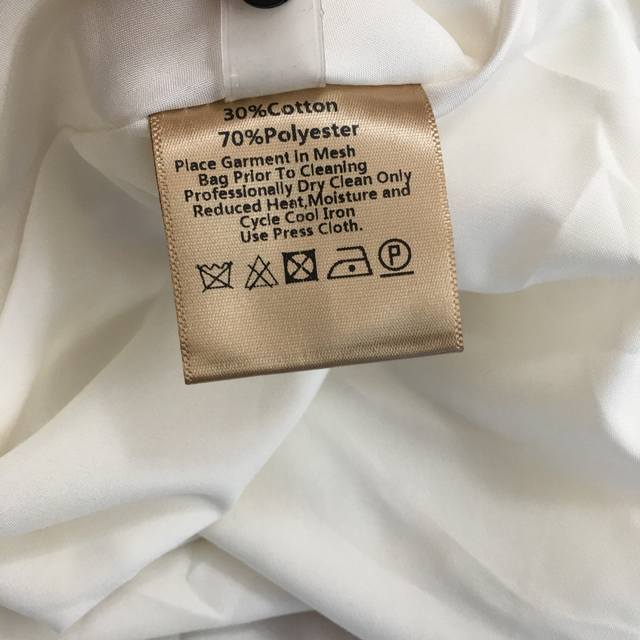 30%Cotton
70%Polyester
Place Garment In Mesh
Bag Prior To Cleaning
Professionally Dry Clean Only
Reduced Heat,Moisture and
Cycle Cool Iron
Use Press Cloth.
P